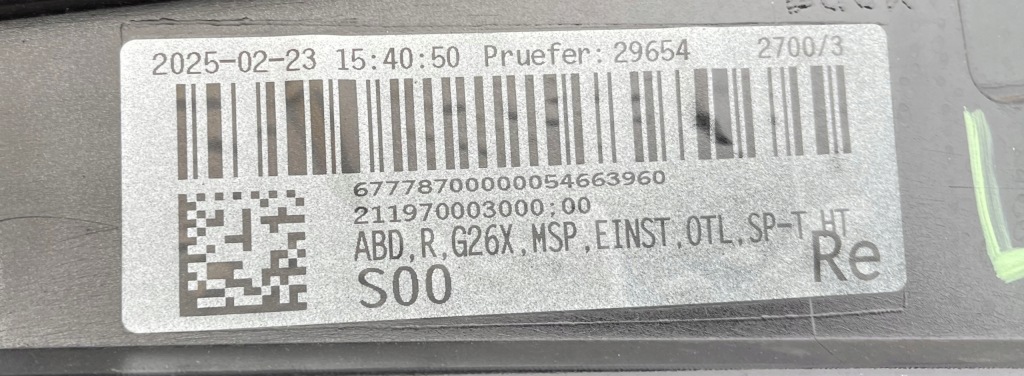 2025-02-23 15:40:50 Pruefer: 29654 2700/3
67778700000054663960
211970003000:00
ABD,R,G26X,MSP,EINST,OTL,SP-T,HT
S00 Re